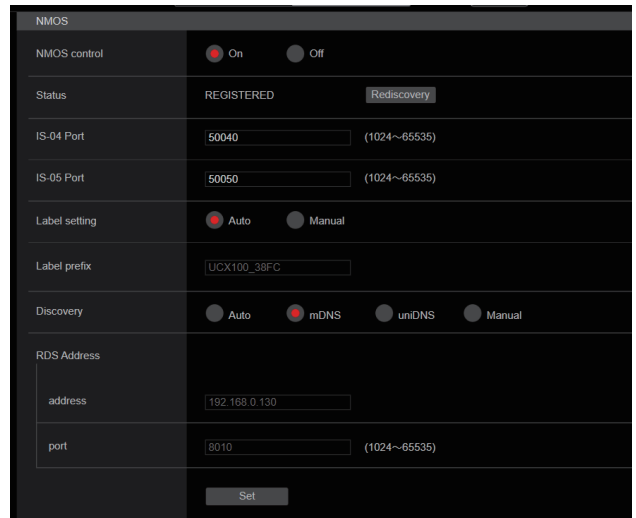 NMOS
NMOS control On Off
Status REGISTERED Rediscovery
IS-04 Port 50040 (1024～65535)
IS-05 Port 50050 (1024～65535)
Label setting Auto Manual
Label prefix UCX100_38FC
Discovery Auto mDNS uniDNS Manual
RDS Address
address 192.168.0.130
port 8010 (1024～65535)
Set